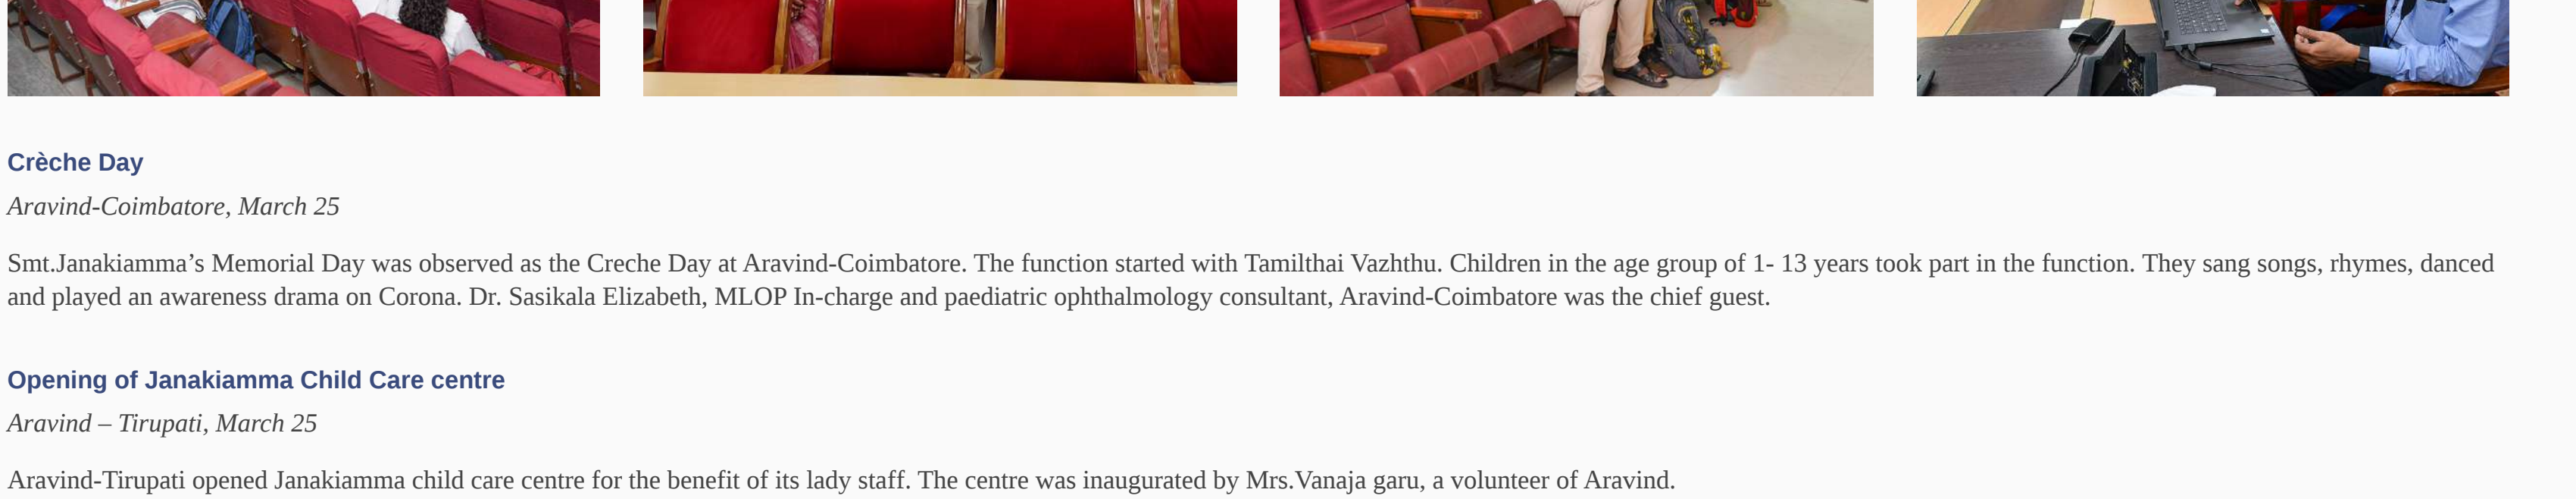 Crèche Day
Aravind-Coimbatore, March 25
Smt.Janakiamma’s Memorial Day was observed as the Creche Day at Aravind-Coimbatore. The function started with Tamilthai Vazhthu. Children in the age group of 1- 13 years took part in the function. They sang songs, rhymes, danced
and played an awareness drama on Corona. Dr. Sasikala Elizabeth, MLOP In-charge and paediatric ophthalmology consultant, Aravind-Coimbatore was the chief guest.
Opening of Janakiamma Child Care centre
Aravind – Tirupati, March 25
Aravind-Tirupati opened Janakiamma child care centre for the benefit of its lady staff. The centre was inaugurated by Mrs.Vanaja garu, a volunteer of Aravind.